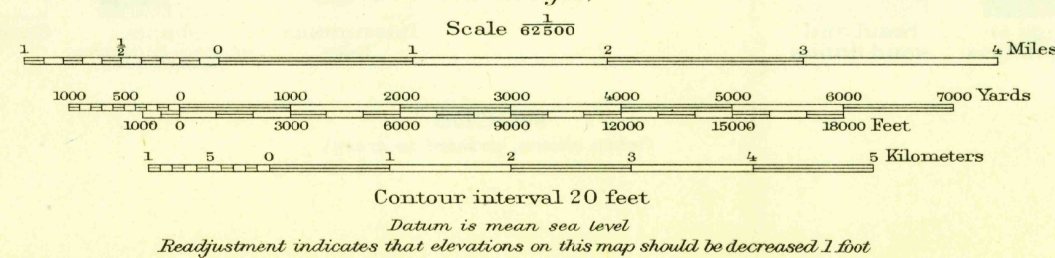 Scale 1/62500
1 ½ 0 1 2 3 4 Miles
1000 500 0 1000 2000 3000 4000 5000 6000 7000 Yards
1000 0 3000 6000 9000 12000 15000 18000 Feet
1 5 0 1 2 3 4 5 Kilometers
Contour interval 20 feet
Datum is mean sea level
Readjustment indicates that elevations on this map should be decreased 1 foot